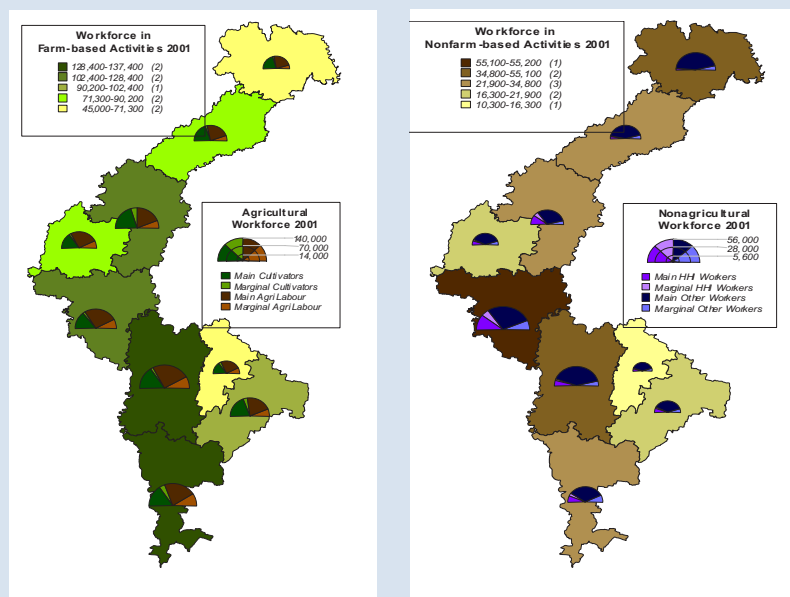 Workforce in
Farm-based Activities 2001
128,400-137,400 (2)
102,400-128,400 (2)
90,200-102,400 (1)
71,300-90,200 (2)
45,000-71,300 (2)
Agricultural
Workforce 2001
140,000
70,000
14,000
Main Cultivators
Marginal Cultivators
Main Agri Labour
Marginal Agri Labour
Workforce in
Nonfarm-based Activities 2001
55,100-55,200 (1)
34,800-55,100 (2)
21,900-34,800 (3)
16,300-21,900 (2)
10,300-16,300 (1)
Nonagricultural
Workforce 2001
56,000
28,000
5,600
Main HHI Workers
Marginal HHI Workers
Main Other Workers
Marginal Other Workers